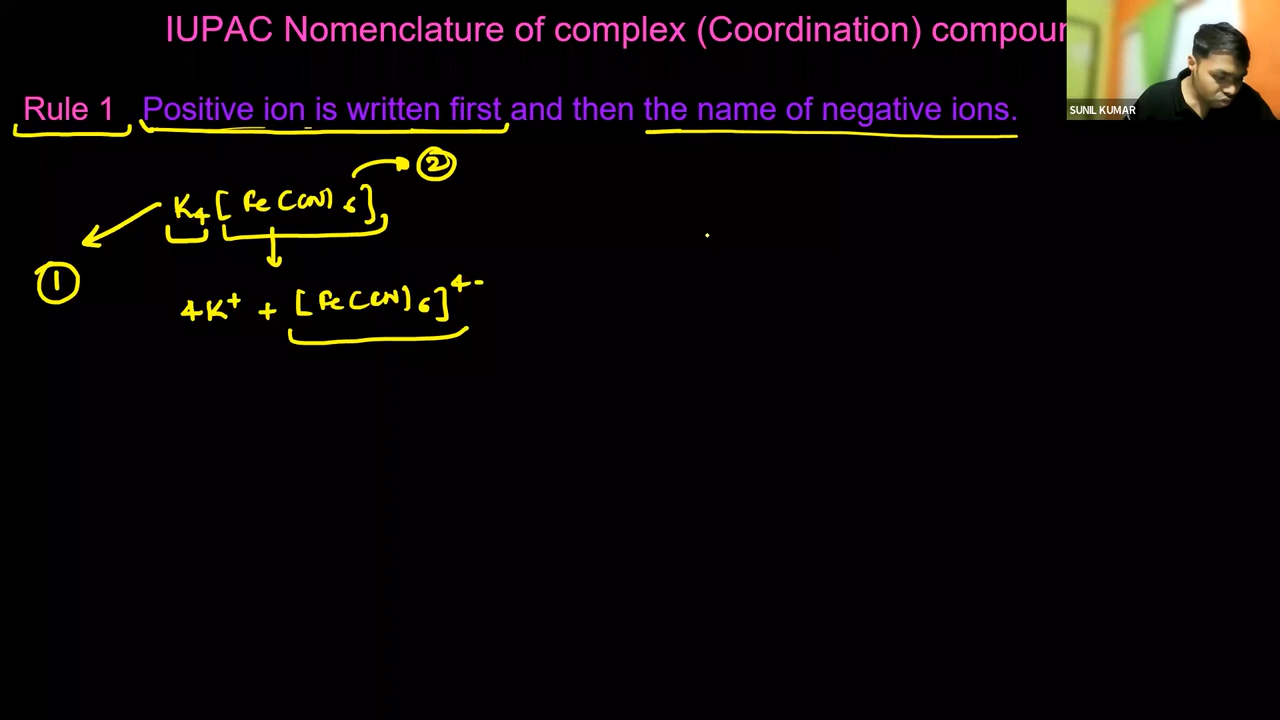 IUPAC Nomenclature of complex (Coordination) compoun
SUNIL KUMAR
Rule 1 Positive ion is written first and then the name of negative ions.
②
K₄[Fe(CN)₆]
①
4K⁺ + [Fe(CN)₆]⁴⁻